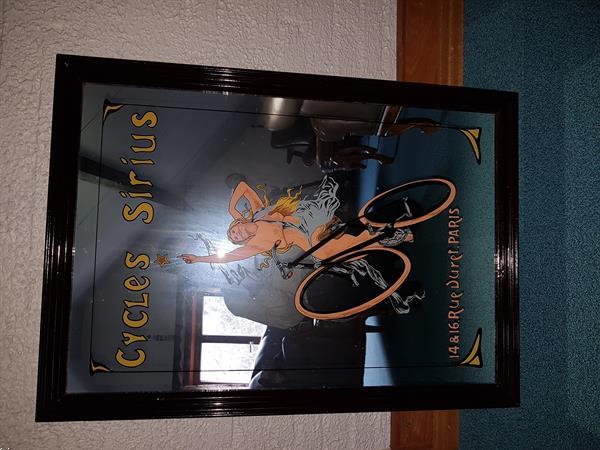 Cycles Sirius
14 & 16 Rue Duret. PARIS